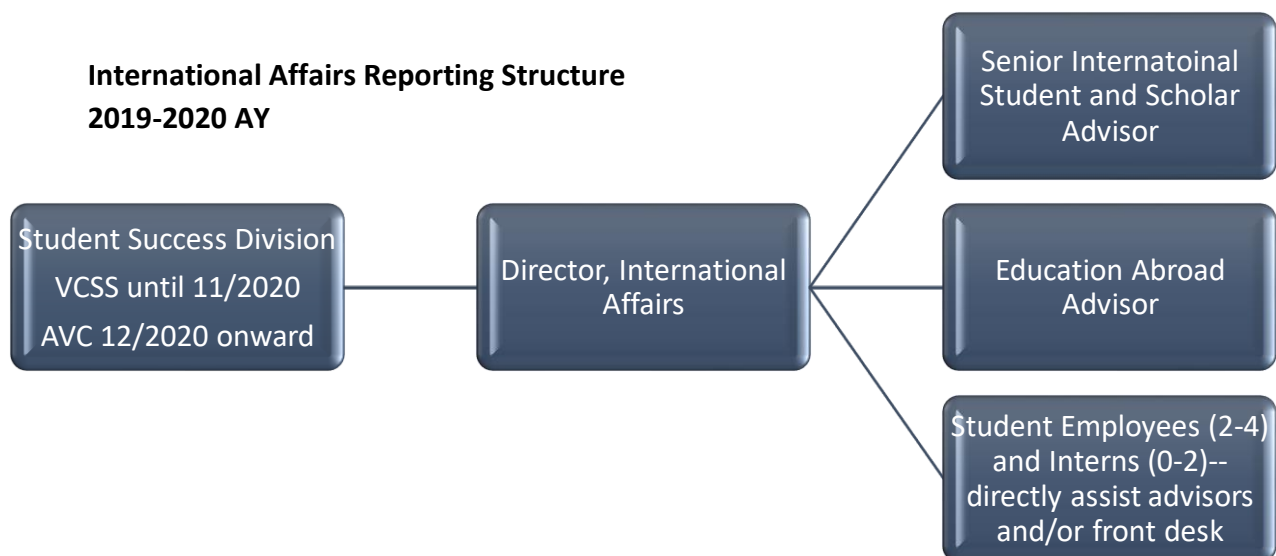 International Affairs Reporting Structure
2019-2020 AY
Student Success Division
VCSS until 11/2020
AVC 12/2020 onward
Director, International
Affairs
Senior Internatoinal
Student and Scholar
Advisor
Education Abroad
Advisor
Student Employees (2-4)
and Interns (0-2)--
directly assist advisors
and/or front desk